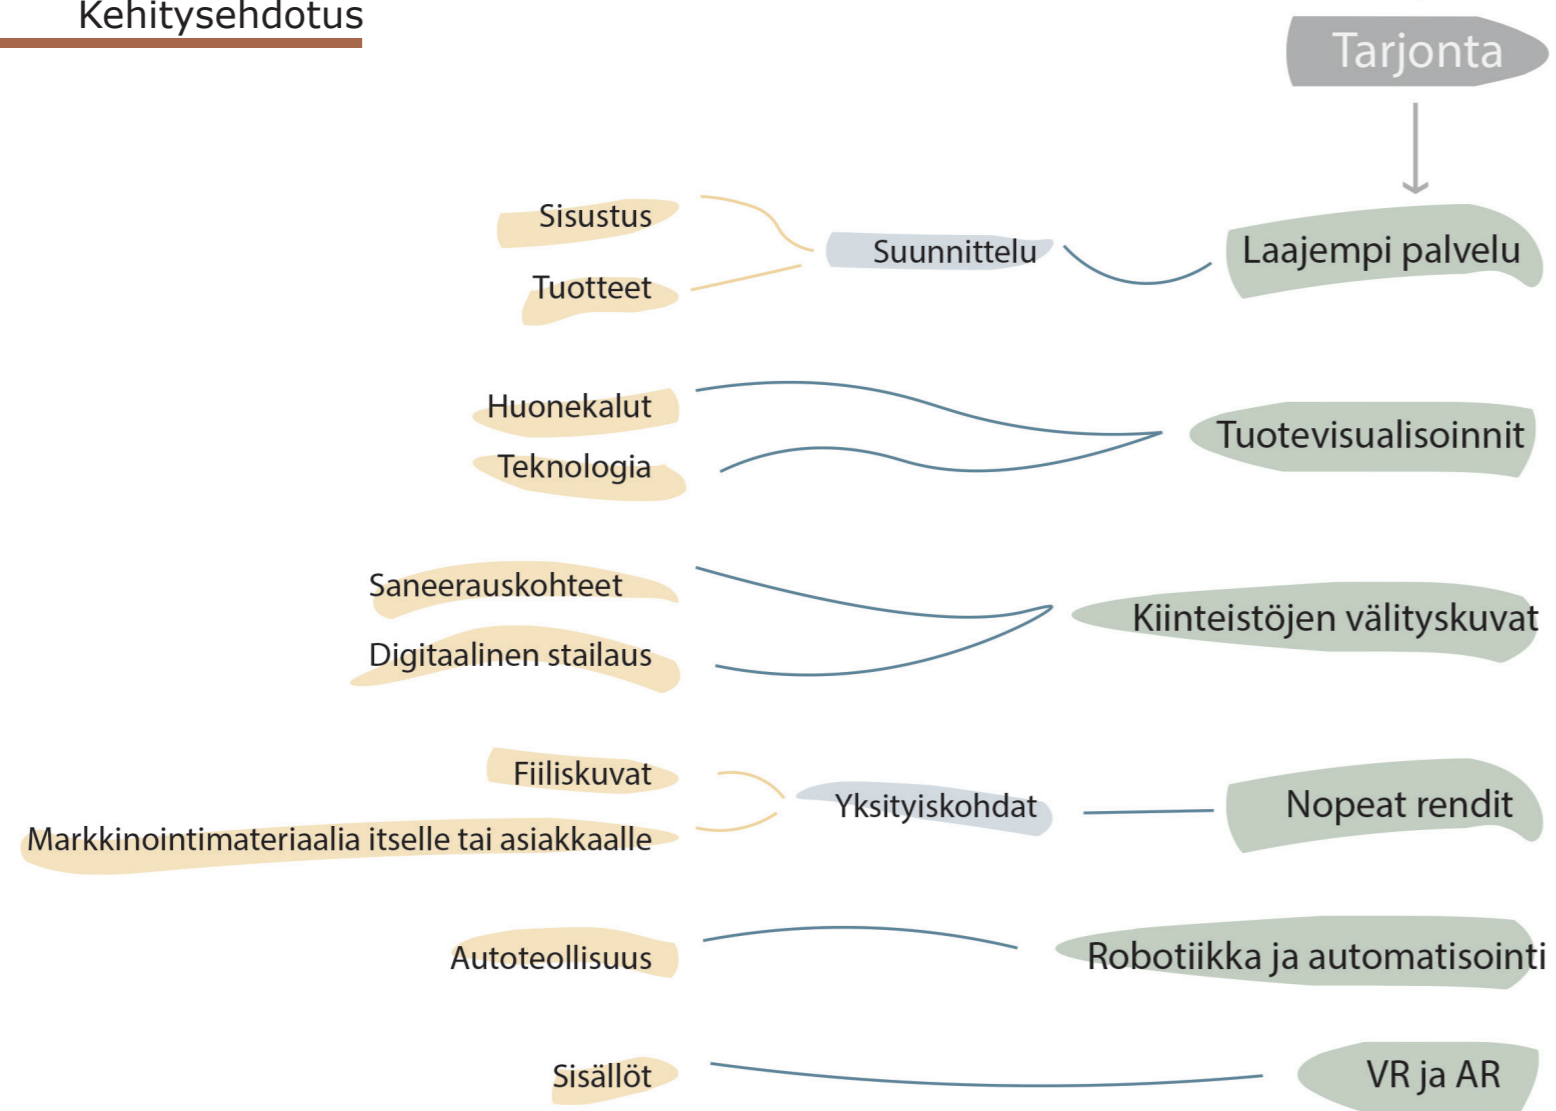 Kehitysehdotus
Tarjonta
Sisustus
Tuotteet
Suunnittelu
Laajempi palvelu
Huonekalut
Teknologia
Tuotevisualisoinnit
Saneerauskohteet
Digitaalinen stailaus
Kiinteistöjen välityskuvat
Fiiliskuvat
Markkinointimateriaalia itselle tai asiakkaalle
Yksityiskohdat
Nopeat rendit
Autoteollisuus
Robotiikka ja automatisointi
Sisällöt
VR ja AR